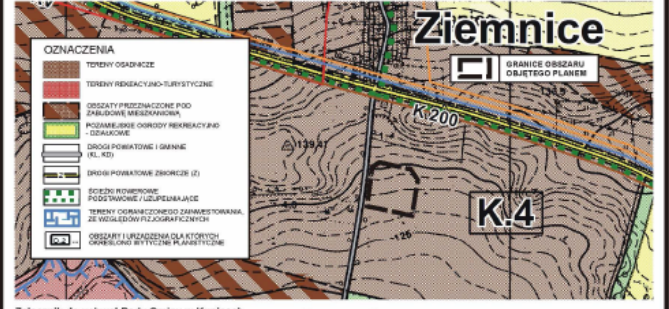 Ziemnice
OZNACZENIA
TERENY OSADNICZE
TERENY REKEACYJNO-TURYSTYCZNE
OBSZATY PRZEZNACZONE POD
ZABUDOWĘ MIESZKANIOWĄ
POZAMIEJSKIE OGRODY REKREACYJNO
- DZIAŁKOWE
DROGI POWIATOWE I GMINNE
(KL, KD)
DROGI POWIATOWE ZBIORCZE (Z)
ŚCIEŻKI ROWEROWE
PODSTAWOWE / UZUPEŁNIAJĄCE
TERENY OGRANICZONEGO ZAINWESTOWANIA,
ZE WZGLĘDÓW FIZJOGRAFICZNYCH
OBSZARY I URZĄDZENIA DLA KTÓRYCH
OKREŚLONO WYTYCZNE PLANISTYCZNE
GRANICE OBSZARU
OBJĘTEGO PLANEM
K 200
139.41
K.4
125